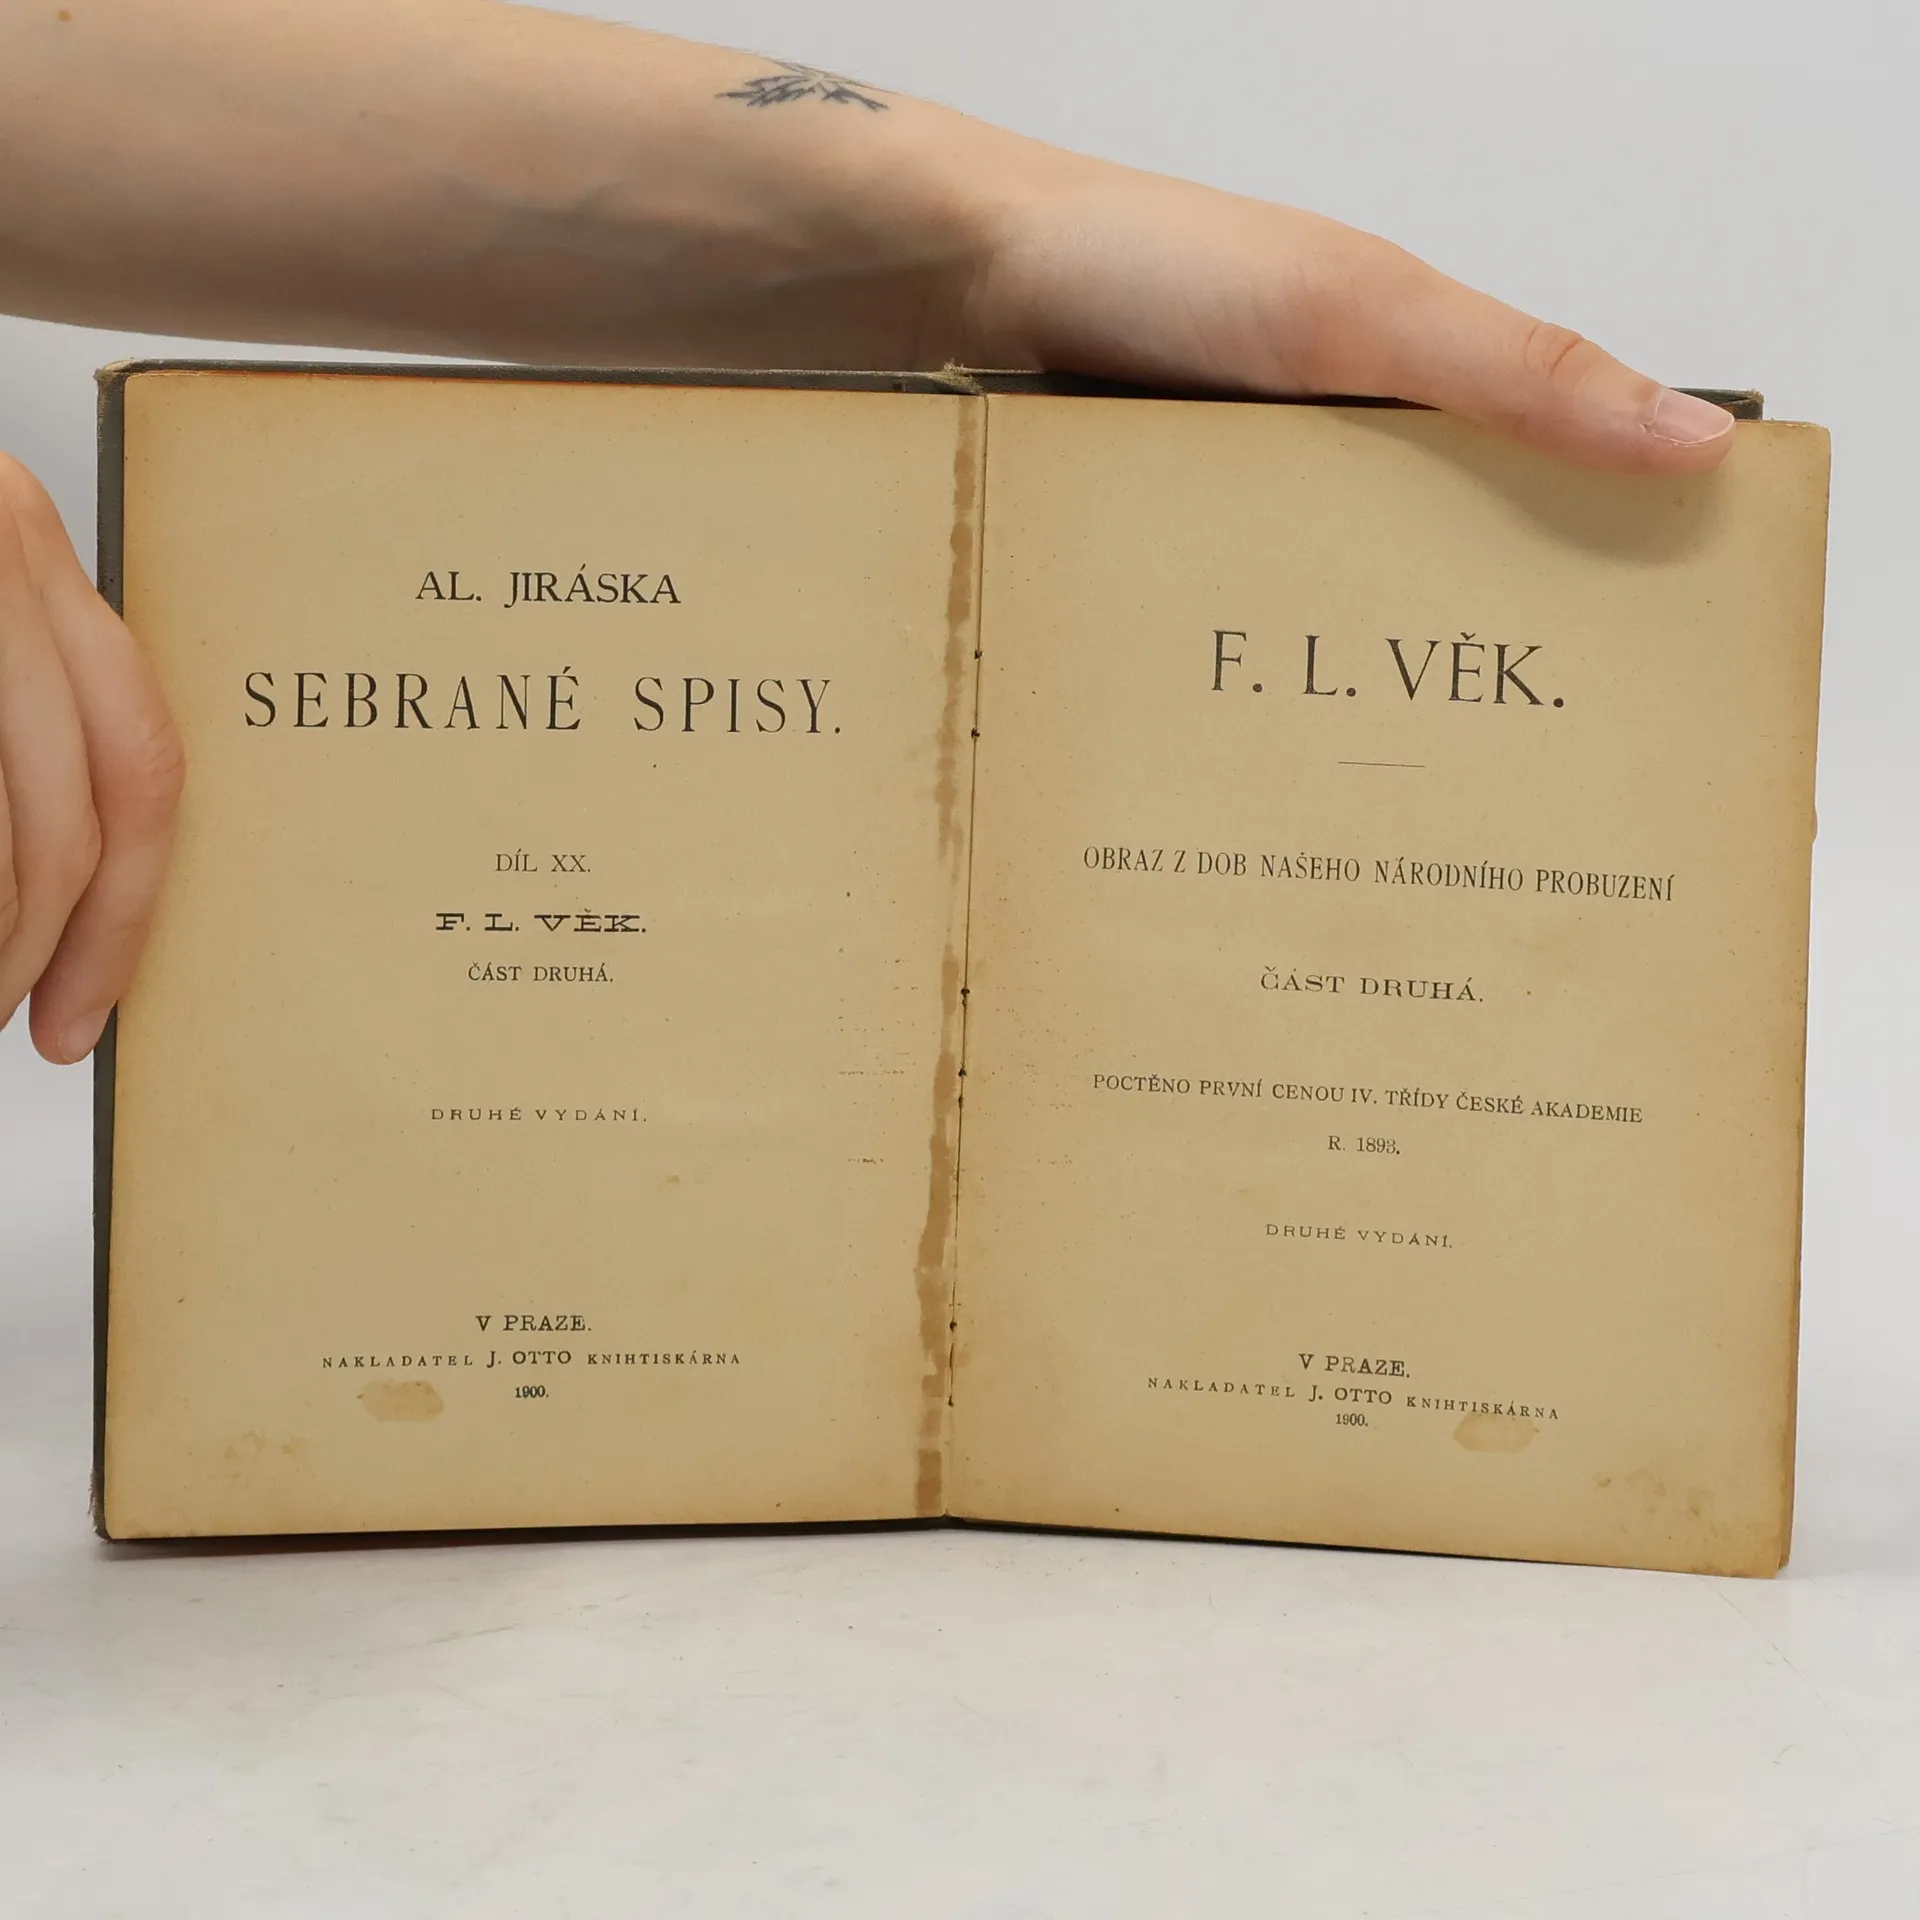 AL. JIRÁSKA
SEBRANÉ SPISY.
DÍL XX.
F. L. VĚK.
ČÁST DRUHÁ.
DRUHÉ VYDÁNÍ.
V PRAZE.
NAKLADATEL J. OTTO KNIHTISKÁRNA
1900.
F. L. VĚK.
OBRAZ Z DOB NAŠEHO NÁRODNÍHO PROBUZENÍ
ČÁST DRUHÁ.
POCTĚNO PRVNÍ CENOU IV. TŘÍDY ČESKÉ AKADEMIE
R. 1893.
DRUHÉ VYDÁNÍ.
V PRAZE.
NAKLADATEL J. OTTO KNIHTISKÁRNA
1900.